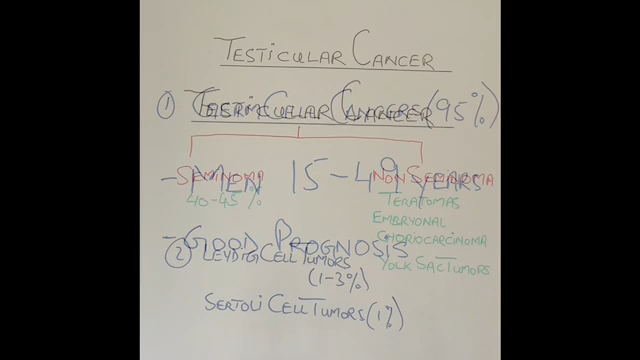 TESTICULAR CANCER
① TESTICULAR CANCER (95%)
SEMINOMA NON SEMINOMA
- MEN 15-49 YEARS
40-45%
TERATOMAS
EMBRYONAL
CHORIOCARCINOMA
YOLK SAC TUMORS
- GOOD PROGNOSIS
② LEYDIG CELL TUMORS
(1-3%)
SERTOLI CELL TUMORS (1%)